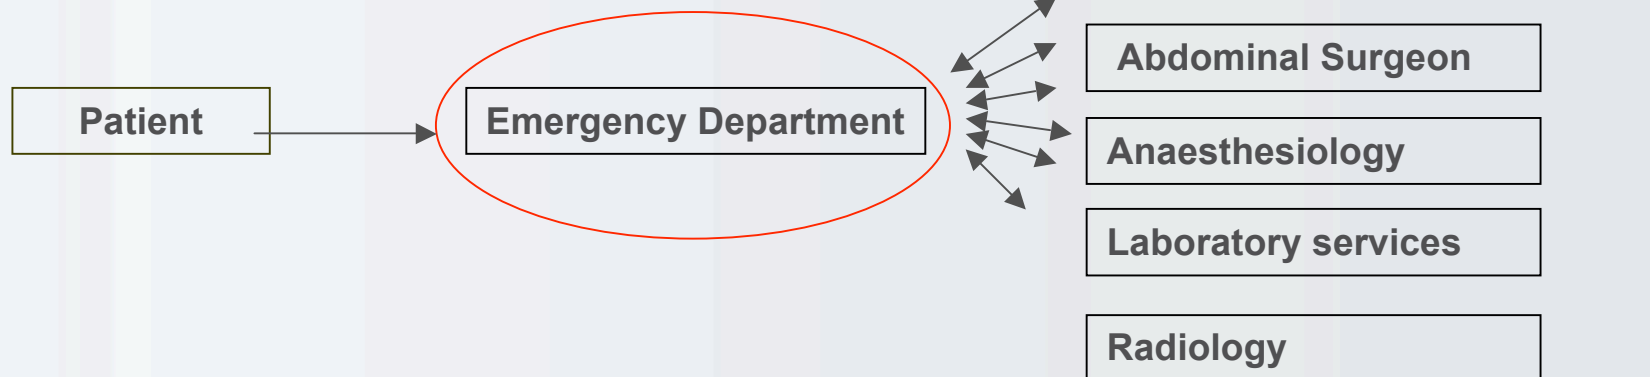 Patient
Emergency Department
Abdominal Surgeon
Anaesthesiology
Laboratory services
Radiology